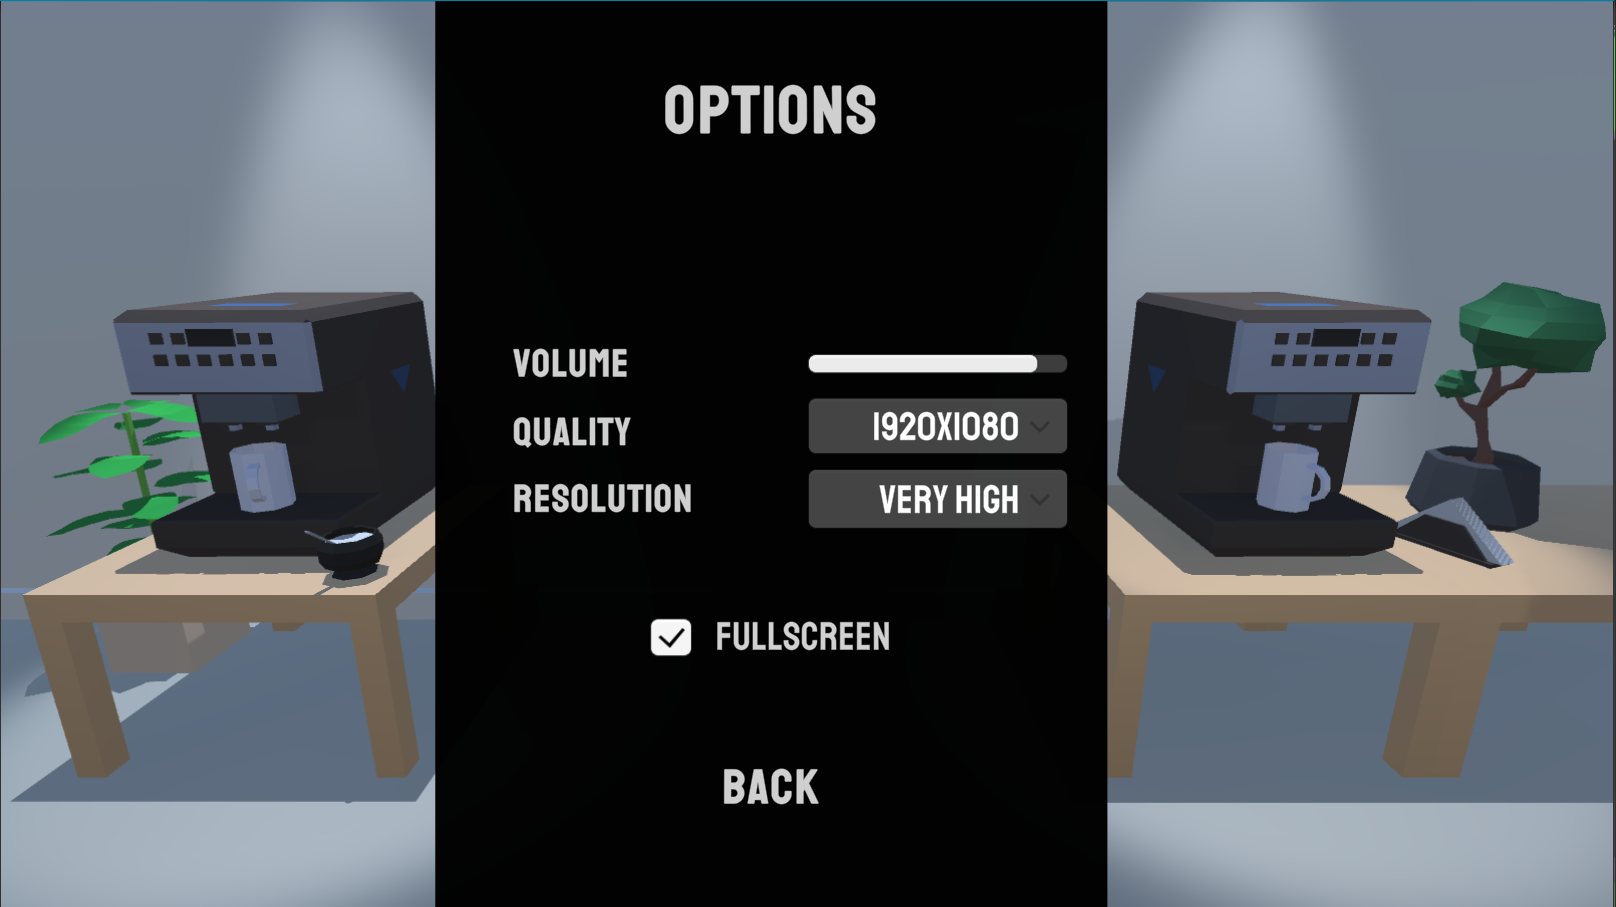 OPTIONS
VOLUME
QUALITY 1920X1080
RESOLUTION VERY HIGH
FULLSCREEN
BACK